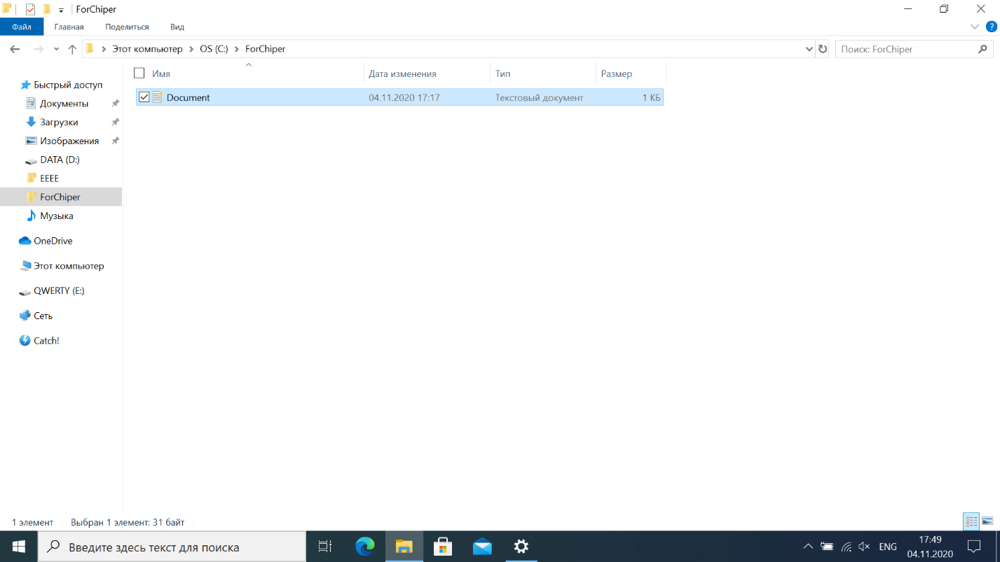 ForChiper
Файл Главная Поделиться Вид ?
Этот компьютер OS (C:) ForChiper Поиск: ForChiper
Имя Дата изменения Тип Размер
Document 04.11.2020 17:17 Текстовый документ 1 КБ
Быстрый доступ
Документы
Загрузки
Изображения
DATA (D:)
EEEE
ForChiper
Музыка
OneDrive
Этот компьютер
QWERTY (E:)
Сеть
Catch!
1 элемент Выбран 1 элемент: 31 байт
Введите здесь текст для поиска ENG 17:49
04.11.2020